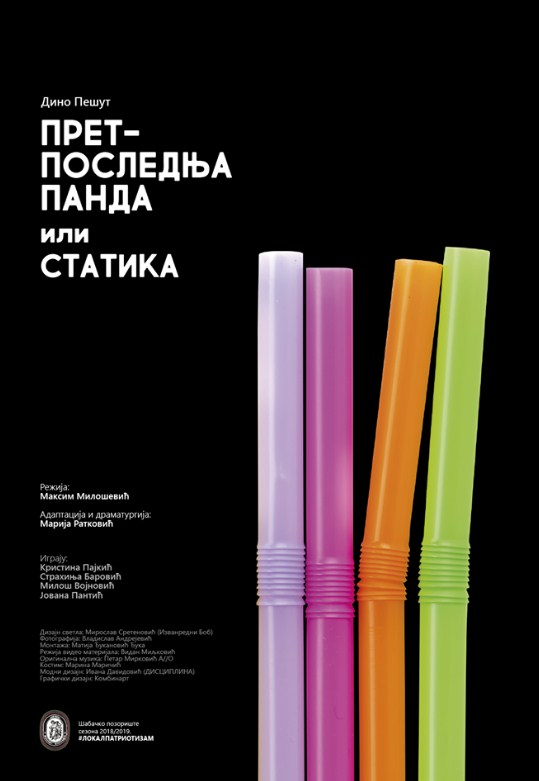 Дино Пешут
ПРЕТ-
ПОСЛЕДЊА
ПАНДА
или
СТАТИКА
Режија:
Максим Милошевић
Адаптација и драматургија:
Марија Ратковић
Играју:
Кристина Пајкић
Страхиња Баровић
Милош Војновић
Јована Пантић
Дизајн светла: Мирослав Сретеновић (Изванредни Боб)
Фотографија: Владислав Андрејевић
Монтажа: Матија Ђукановић Ђука
Режија видео материјала: Видан Миљковић
Оригинална музика: Петар Мирковић А//О
Костим: Марина Маричић
Модни дизајн: Ивана Давидовић (ДИСЦИПЛИНА)
Графички дизајн: Комбинарт
Шабачко позориште
сезона 2018/2019.
#ЛОКАЛПАТРИОТИЗАМ